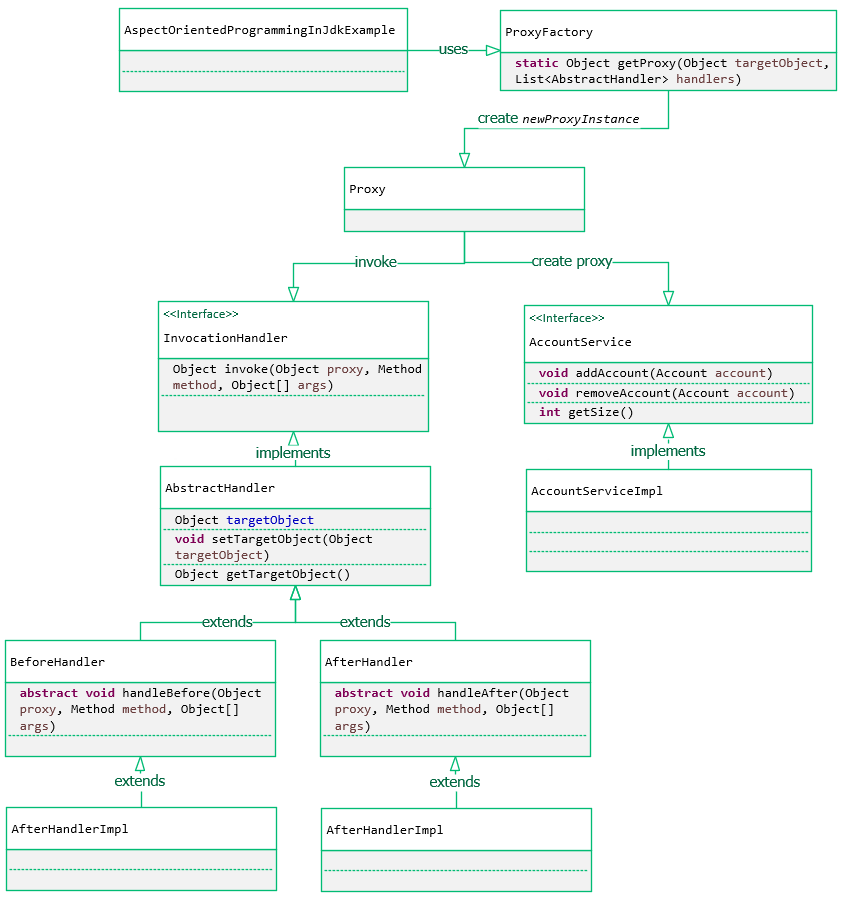 AspectOrientedProgrammingInJdkExample
uses
ProxyFactory
static Object getProxy(Object targetObject,
List<AbstractHandler> handlers)
create newProxyInstance
Proxy
invoke
create proxy
<<Interface>>
InvocationHandler
Object invoke(Object proxy, Method
method, Object[] args)
<<Interface>>
AccountService
void addAccount(Account account)
void removeAccount(Account account)
int getSize()
implements
implements
AbstractHandler
Object targetObject
void setTargetObject(Object
targetObject)
Object getTargetObject()
AccountServiceImpl
extends
extends
BeforeHandler
abstract void handleBefore(Object
proxy, Method method, Object[]
args)
AfterHandler
abstract void handleAfter(Object
proxy, Method method, Object[]
args)
extends
extends
AfterHandlerImpl
AfterHandlerImpl